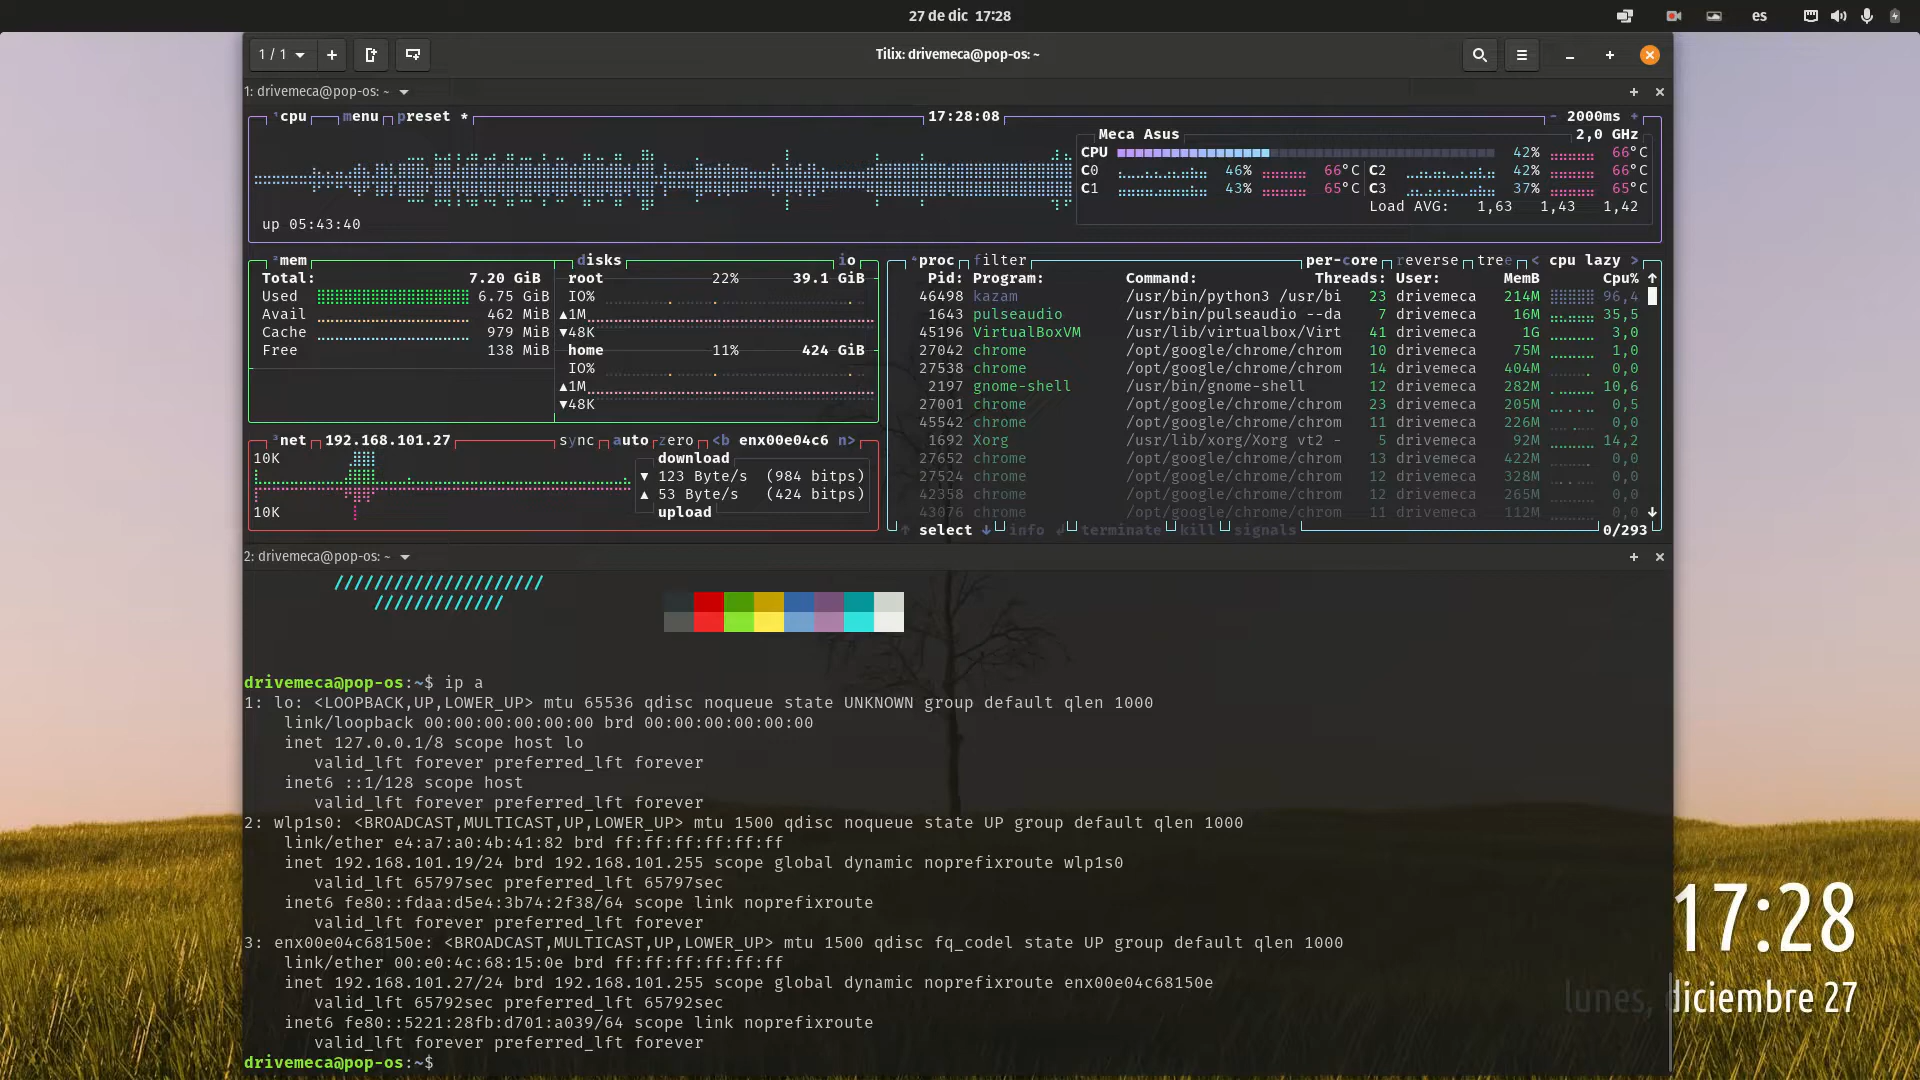 27 de dic 17:28
es
1 / 1
Tilix: drivemeca@pop-os: ~
1: drivemeca@pop-os: ~
¹cpu menu preset * 17:28:08 - 2000ms +
Meca Asus 2,0 GHz
CPU 42% 66°C
C0 46% 66°C C2 42% 66°C
C1 43% 65°C C3 37% 65°C
Load AVG: 1,63 1,43 1,42
up 05:43:40
²mem disks io
Total: 7.20 GiB
Used 6.75 GiB
Avail 462 MiB
Cache 979 MiB
Free 138 MiB
root 22% 39.1 GiB
IO%
▲1M
▼48K
home 11% 424 GiB
IO%
▲1M
▼48K
³net 192.168.101.27 sync auto zero <b enx00e04c6 n>
10K
download
▼ 123 Byte/s (984 bitps)
▲ 53 Byte/s (424 bitps)
10K
upload
⁴proc filter per-core reverse tree < cpu lazy >
Pid: Program: Command: Threads: User: MemB Cpu% ↑
46498 kazam /usr/bin/python3 /usr/bi 23 drivemeca 214M 96,4
1643 pulseaudio /usr/bin/pulseaudio --da 7 drivemeca 16M 35,5
45196 VirtualBoxVM /usr/lib/virtualbox/Virt 41 drivemeca 1G 3,0
27042 chrome /opt/google/chrome/chrom 10 drivemeca 75M 1,0
27538 chrome /opt/google/chrome/chrom 14 drivemeca 404M 0,0
2197 gnome-shell /usr/bin/gnome-shell 12 drivemeca 282M 10,6
27001 chrome /opt/google/chrome/chrom 23 drivemeca 205M 0,5
45542 chrome /opt/google/chrome/chrom 11 drivemeca 226M 0,0
1692 Xorg /usr/lib/xorg/Xorg vt2 - 5 drivemeca 92M 14,2
27652 chrome /opt/google/chrome/chrom 13 drivemeca 422M 0,0
27524 chrome /opt/google/chrome/chrom 12 drivemeca 328M 0,0
42358 chrome /opt/google/chrome/chrom 12 drivemeca 265M 0,0
43076 chrome /opt/google/chrome/chrom 11 drivemeca 112M 0,0 ↓
↑ select ↓ info ↲ terminate kill signals 0/293
2: drivemeca@pop-os: ~
/////////////////////
/////////////
drivemeca@pop-os:~$ ip a
1: lo: <LOOPBACK,UP,LOWER_UP> mtu 65536 qdisc noqueue state UNKNOWN group default qlen 1000
link/loopback 00:00:00:00:00:00 brd 00:00:00:00:00:00
inet 127.0.0.1/8 scope host lo
valid_lft forever preferred_lft forever
inet6 ::1/128 scope host
valid_lft forever preferred_lft forever
2: wlp1s0: <BROADCAST,MULTICAST,UP,LOWER_UP> mtu 1500 qdisc noqueue state UP group default qlen 1000
link/ether e4:a7:a0:4b:41:82 brd ff:ff:ff:ff:ff:ff
inet 192.168.101.19/24 brd 192.168.101.255 scope global dynamic noprefixroute wlp1s0
valid_lft 65797sec preferred_lft 65797sec
inet6 fe80::fdaa:d5e4:3b74:2f38/64 scope link noprefixroute
valid_lft forever preferred_lft forever
3: enx00e04c68150e: <BROADCAST,MULTICAST,UP,LOWER_UP> mtu 1500 qdisc fq_codel state UP group default qlen 1000
link/ether 00:e0:4c:68:15:0e brd ff:ff:ff:ff:ff:ff
inet 192.168.101.27/24 brd 192.168.101.255 scope global dynamic noprefixroute enx00e04c68150e
valid_lft 65792sec preferred_lft 65792sec
inet6 fe80::5221:28fb:d701:a039/64 scope link noprefixroute
valid_lft forever preferred_lft forever
drivemeca@pop-os:~$
17:28
lunes, diciembre 27